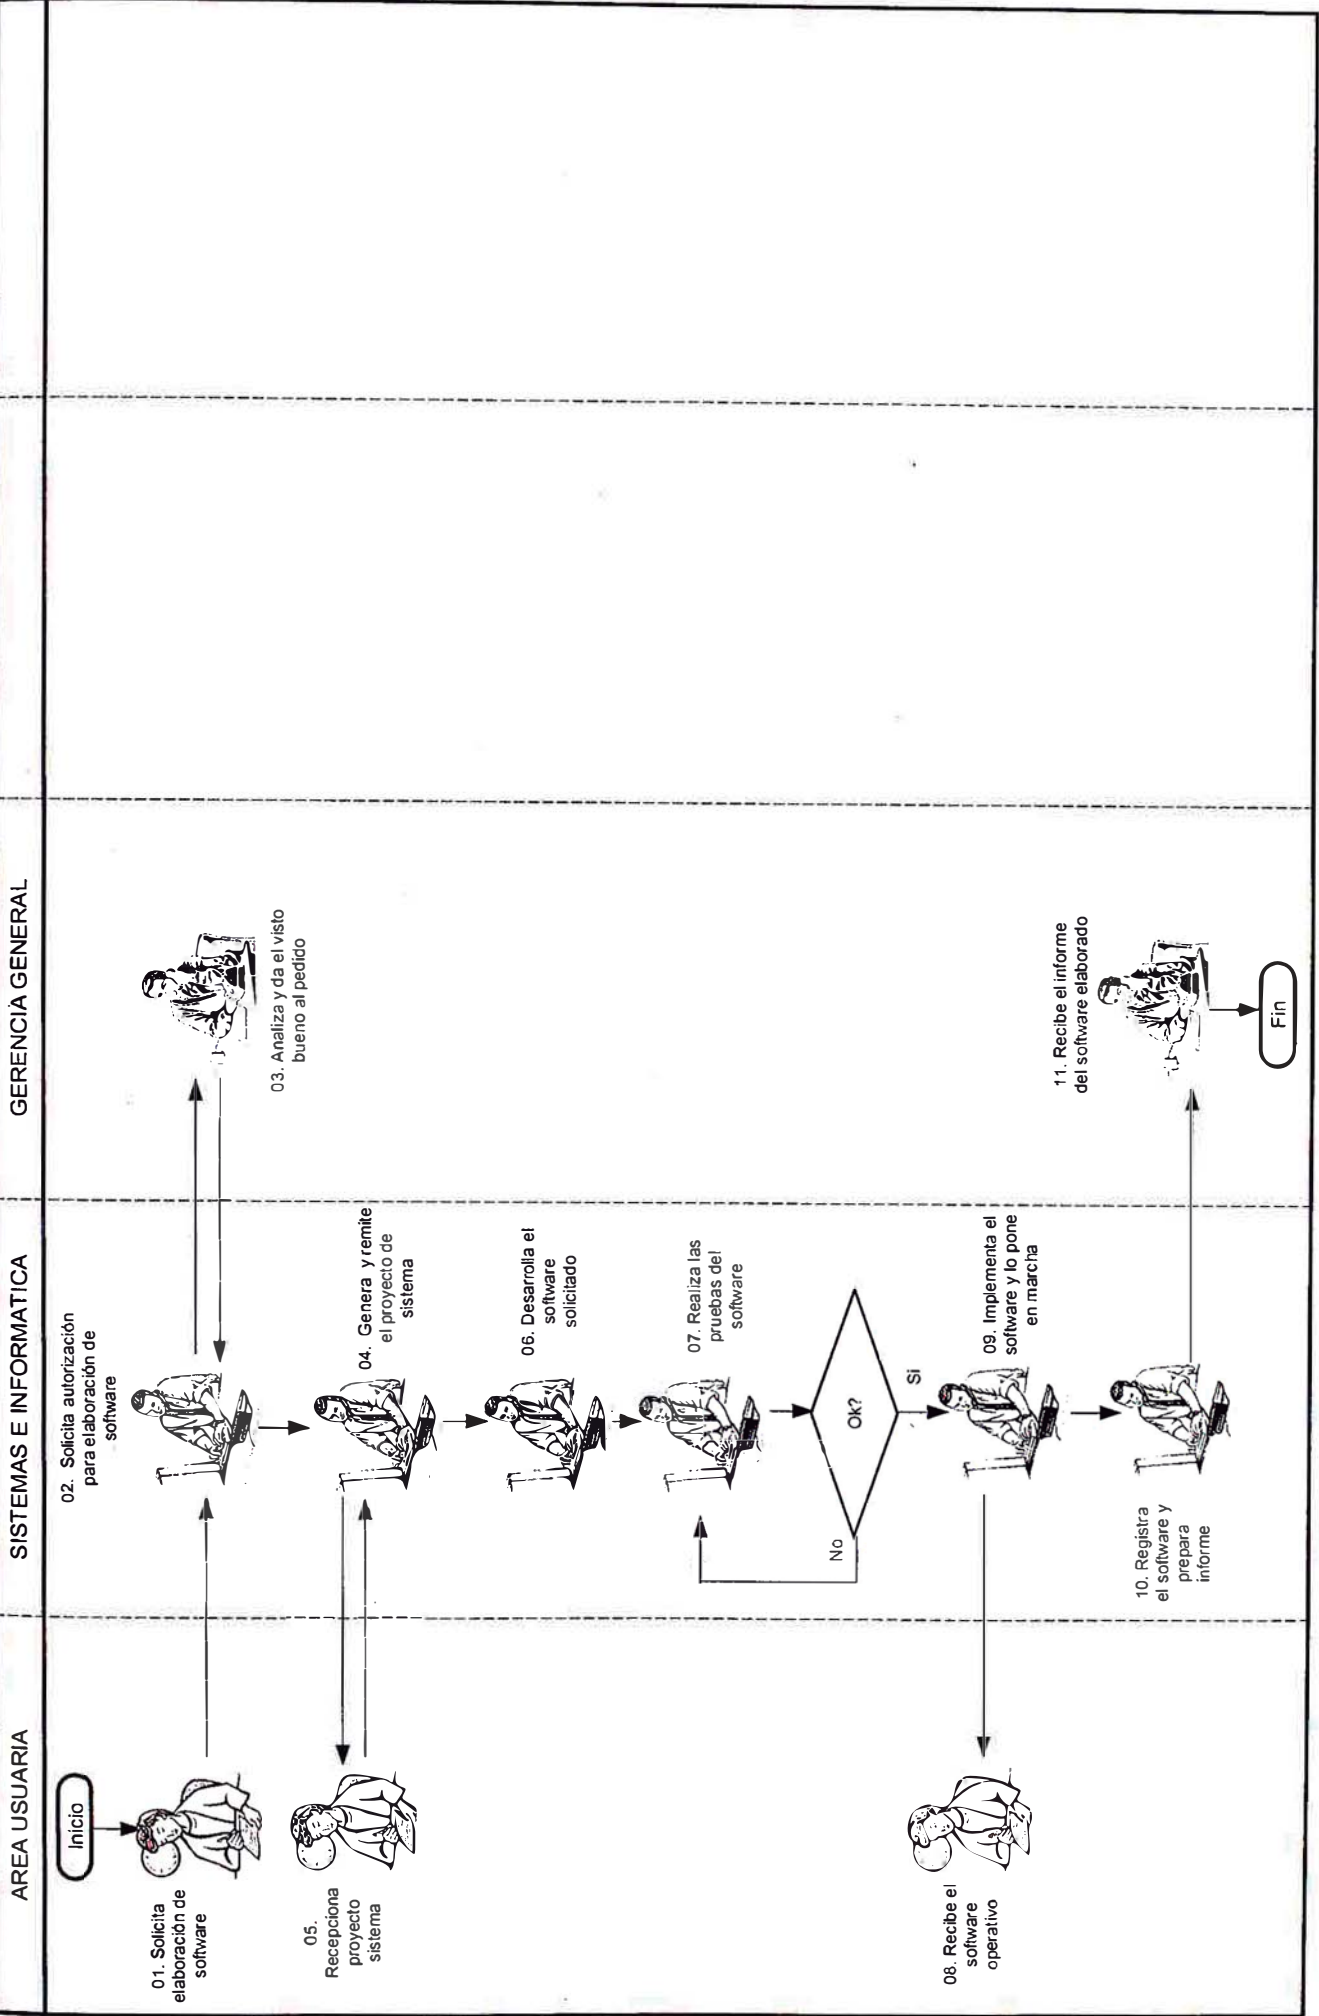 AREA USUARIA
SISTEMAS E INFORMATICA
GERENCIA GENERAL
Inicio
01. Solicita
elaboración de
software
02. Solicita autorización
para elaboración de
software
03. Analiza y da el visto
bueno al pedido
04. Genera y remite
el proyecto de
sistema
05.
Recepciona
proyecto
sistema
06. Desarrolla el
software
solicitado
07. Realiza las
pruebas del
software
Ok?
No
Si
08. Recibe el
software
operativo
09. Implementa el
software y lo pone
en marcha
10. Registra
el software y
prepara
informe
11. Recibe el informe
del software elaborado
Fin